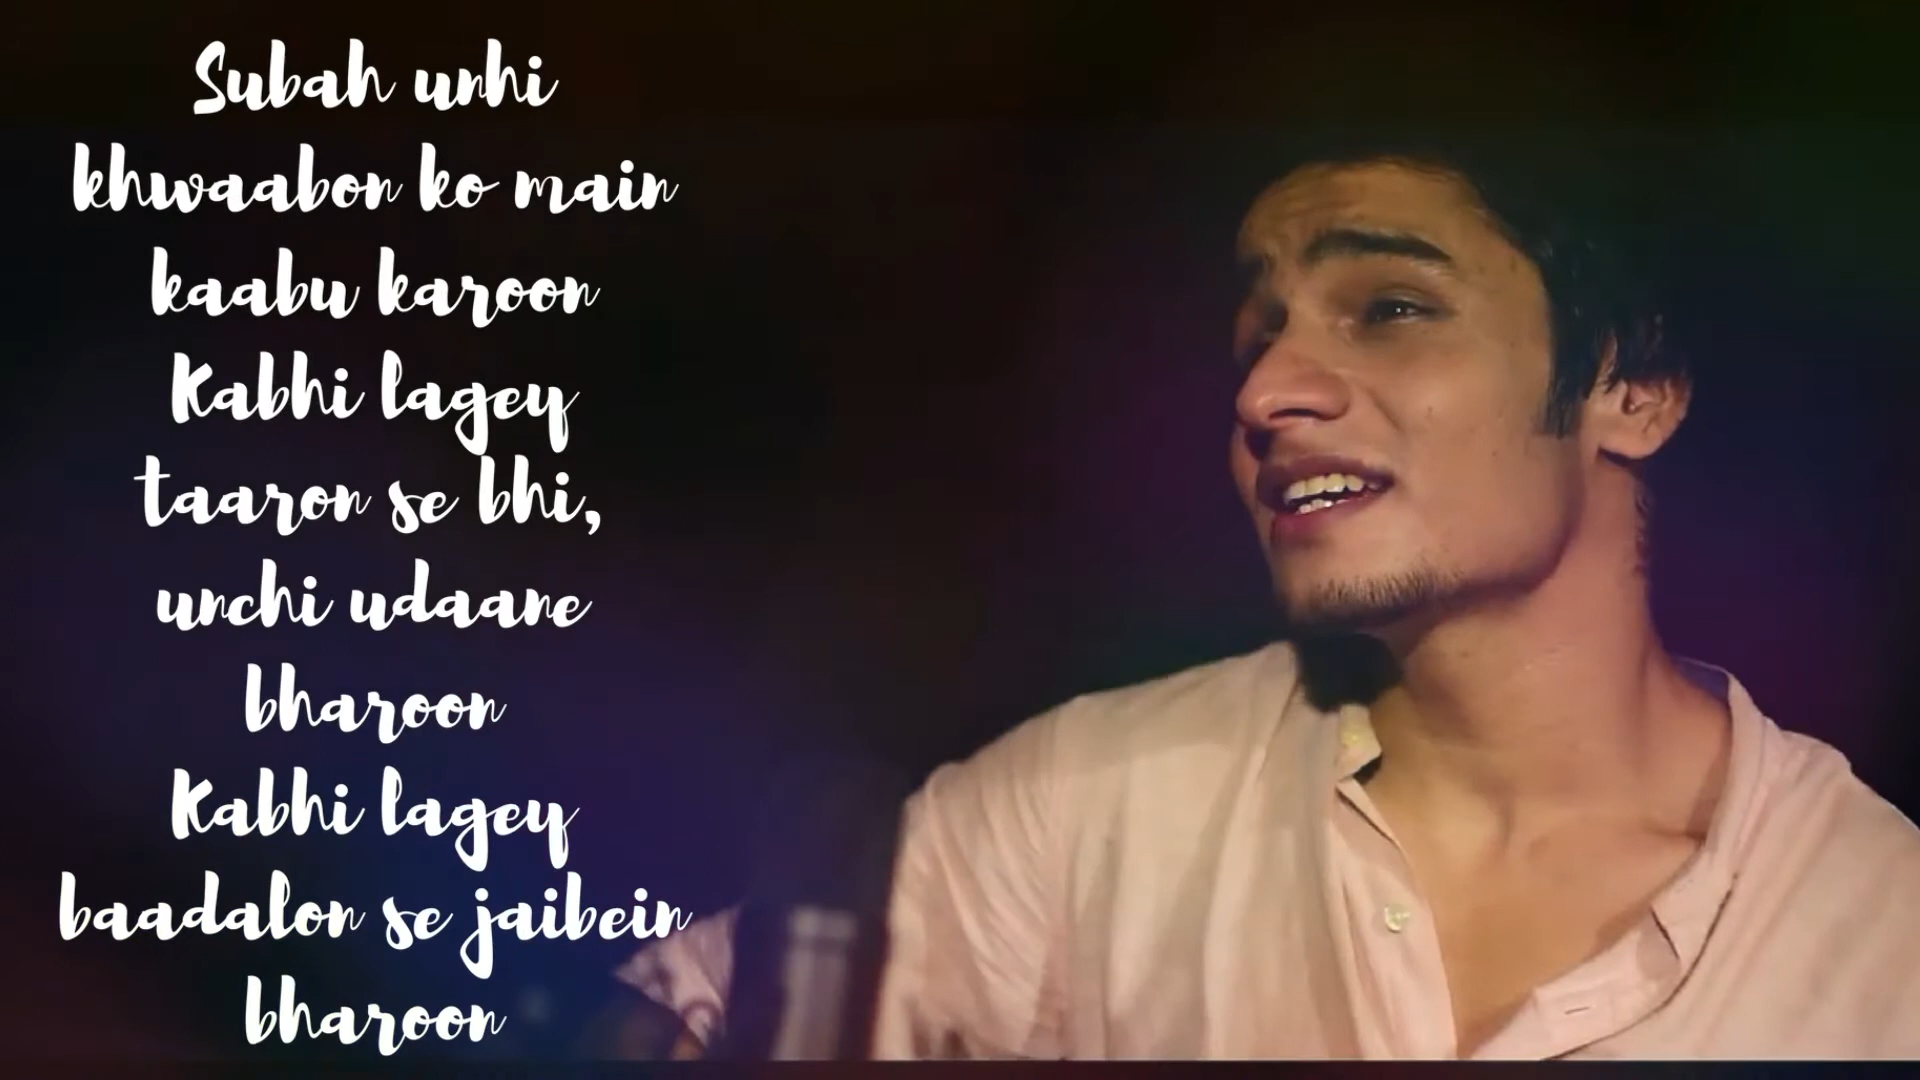 Subah unhi
khwaabon ko main
kaabu karoon
Kabhi lagey
taaron se bhi,
unchi udaane
bharoon
Kabhi lagey
baadalon se jaibein
bharoon